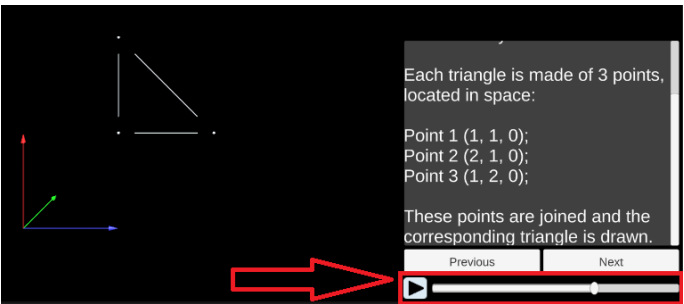 Each triangle is made of 3 points,
located in space:
Point 1 (1, 1, 0);
Point 2 (2, 1, 0);
Point 3 (1, 2, 0);
These points are joined and the
corresponding triangle is drawn.
Previous
Next